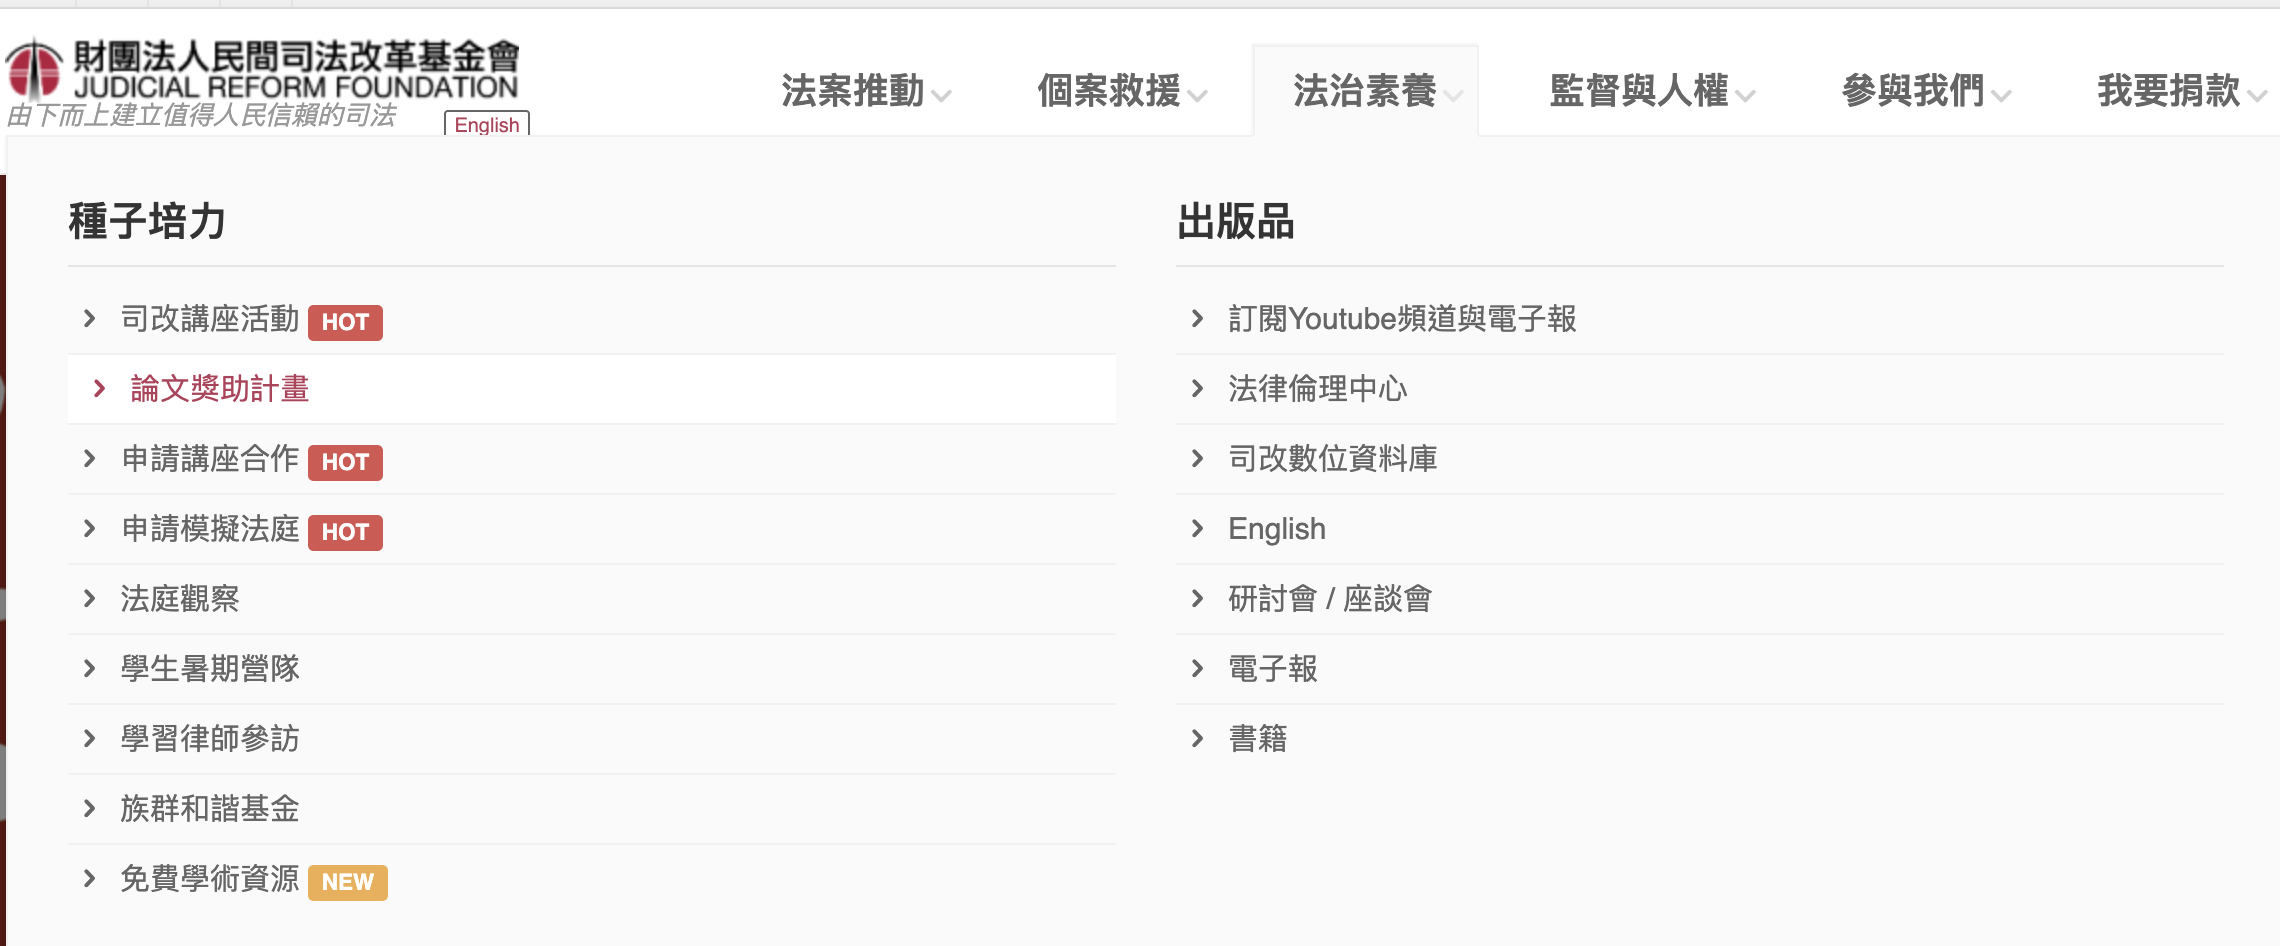 財團法人民間司法改革基金會
JUDICIAL REFORM FOUNDATION
由下而上建立值得人民信賴的司法
English
法案推動
個案救援
法治素養
監督與人權
參與我們
我要捐款
種子培力
司改講座活動 HOT
論文獎助計畫
申請講座合作 HOT
申請模擬法庭 HOT
法庭觀察
學生暑期營隊
學習律師參訪
族群和諧基金
免費學術資源 NEW
出版品
訂閱Youtube頻道與電子報
法律倫理中心
司改數位資料庫
English
研討會 / 座談會
電子報
書籍